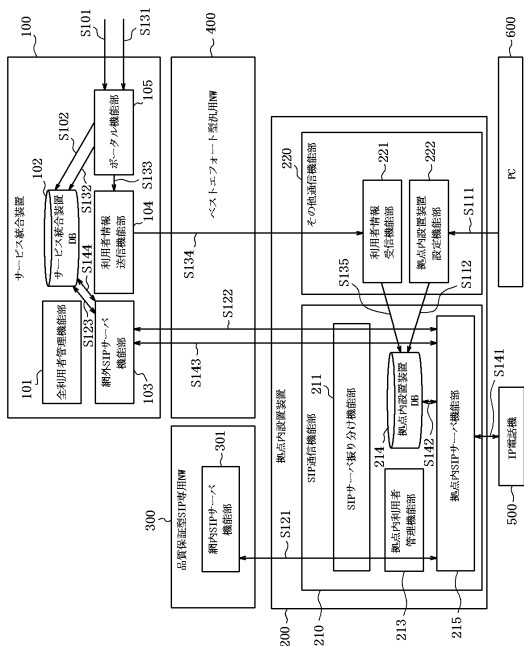 100
サービス統合装置
101
全利用者管理機能部
102
サービス統合装置
DB
S102
S132
S144
S123
103
網外SIPサーバ
機能部
104
利用者情報
送信機能部
S133
105
ポータル機能部
S101
S131
300
品質保証型SIP専用NW
301
網内SIPサーバ
機能部
400
ベストエフォート型汎用NW
S121
S143
S122
S134
200
拠点内設置装置
210
SIP通信機能部
211
SIPサーバ振り分け機能部
213
拠点内利用者
管理機能部
214
拠点内設置装置
DB
S142
215
拠点内SIPサーバ機能部
220
その他通信機能部
221
利用者情報
受信機能部
222
拠点内設置装置
設定機能部
S135
S112
S111
S141
500
IP電話機
600
PC